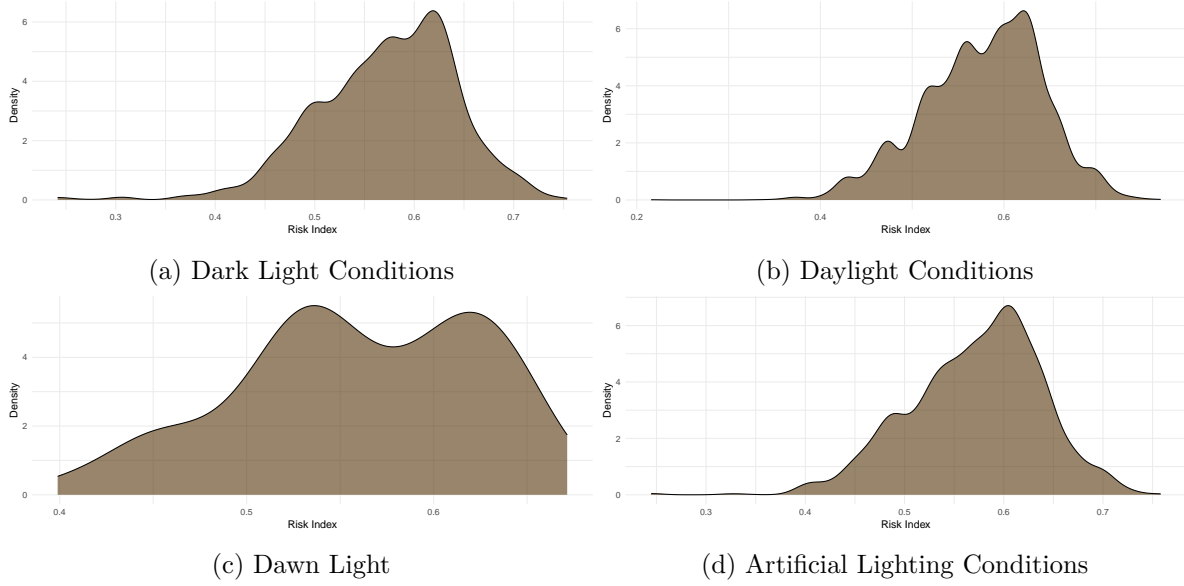 6
4
2
0
Density
0.3
0.4
0.5
0.6
0.7
Risk Index
(a) Dark Light Conditions
6
4
2
0
Density
0.2
0.4
0.6
Risk Index
(b) Daylight Conditions
4
2
0
Density
0.4
0.5
0.6
Risk Index
(c) Dawn Light
6
4
2
0
Density
0.3
0.4
0.5
0.6
0.7
Risk Index
(d) Artificial Lighting Conditions